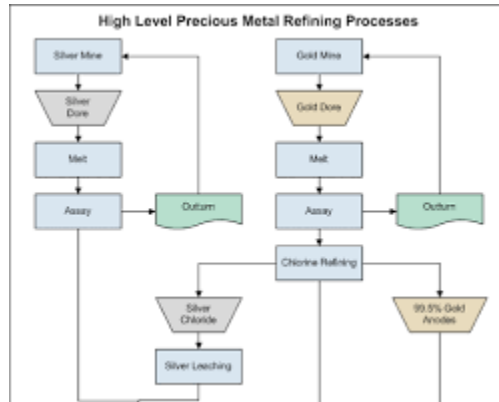 High Level Precious Metal Refining Processes
Silver Mine
Gold Mine
Silver
Dore
Gold Dore
Melt
Melt
Assay
Outturn
Assay
Outturn
Chlorine Refining
Silver
Chloride
99.5% Gold
Anodes
Silver Leaching